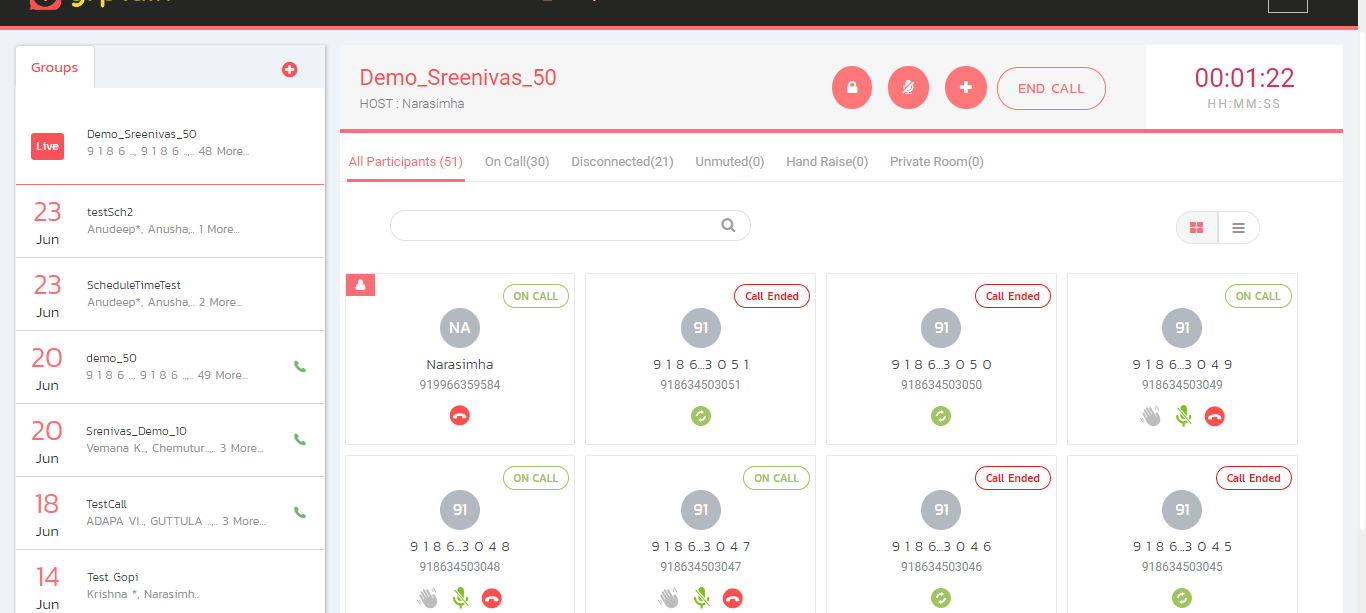 Groups
Live
Demo_Sreenivas_50
9 1 8 6 .., 9 1 8 6 ..,.. 48 More...
23
Jun
testSch2
Anudeep*, Anusha,.. 1 More...
23
Jun
ScheduleTimeTest
Anudeep*, Anusha,.. 2 More...
20
Jun
demo_50
9 1 8 6 .., 9 1 8 6 ..,.. 49 More...
20
Jun
Srenivas_Demo_10
Vemana K.., Chemutur..,.. 3 More...
18
Jun
TestCall
ADAPA VI.., GUTTULA ..,.. 3 More...
14
Jun
Test Gopi
Krishna *, Narasimh..
Demo_Sreenivas_50
HOST : Narasimha
END CALL
00:01:22
HH:MM:SS
All Participants (51)
On Call(30)
Disconnected(21)
Unmuted(0)
Hand Raise(0)
Private Room(0)
ON CALL
NA
Narasimha
919966359584
Call Ended
91
9 1 8 6...3 0 5 1
918634503051
Call Ended
91
9 1 8 6...3 0 5 0
918634503050
ON CALL
91
9 1 8 6...3 0 4 9
918634503049
ON CALL
91
9 1 8 6...3 0 4 8
918634503048
ON CALL
91
9 1 8 6...3 0 4 7
918634503047
Call Ended
91
9 1 8 6...3 0 4 6
918634503046
Call Ended
91
9 1 8 6...3 0 4 5
918634503045